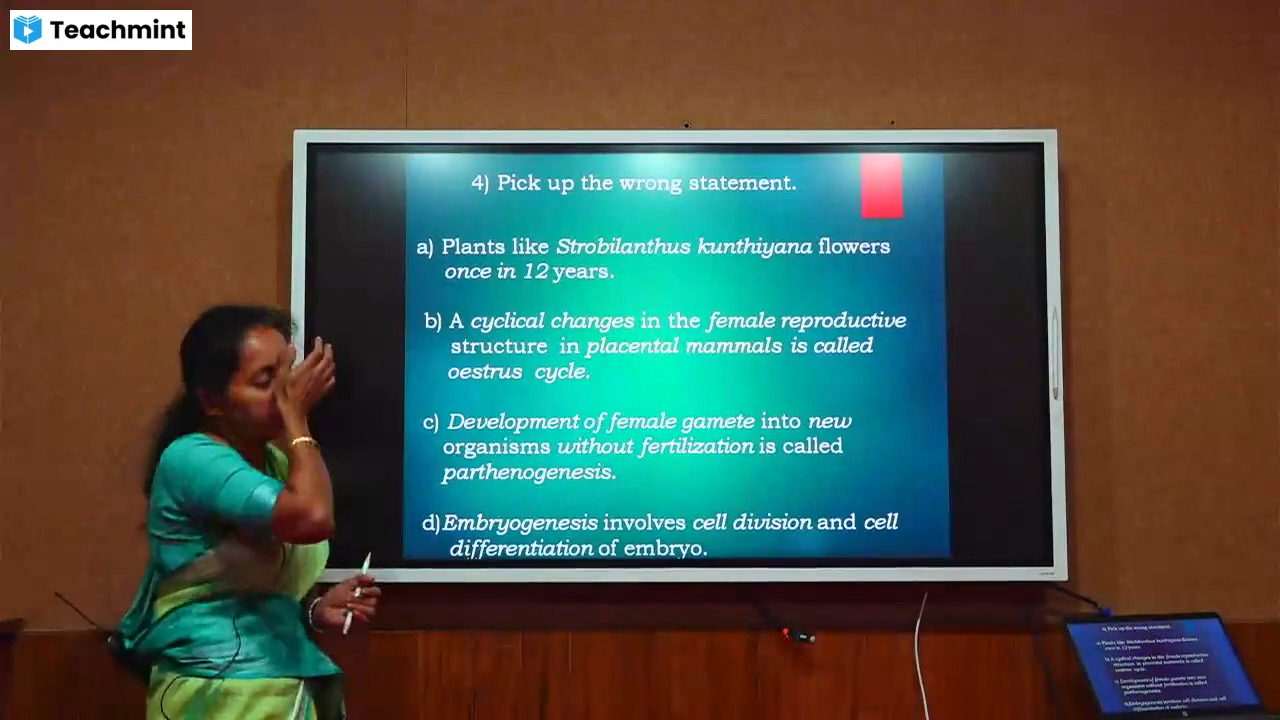 Teachmint
4) Pick up the wrong statement.
a) Plants like Strobilanthus kunthiyana flowers
once in 12 years.
b) A cyclical changes in the female reproductive
structure in placental mammals is called
oestrus cycle.
c) Development of female gamete into new
organisms without fertilization is called
parthenogenesis.
d)Embryogenesis involves cell division and cell
differentiation of embryo.